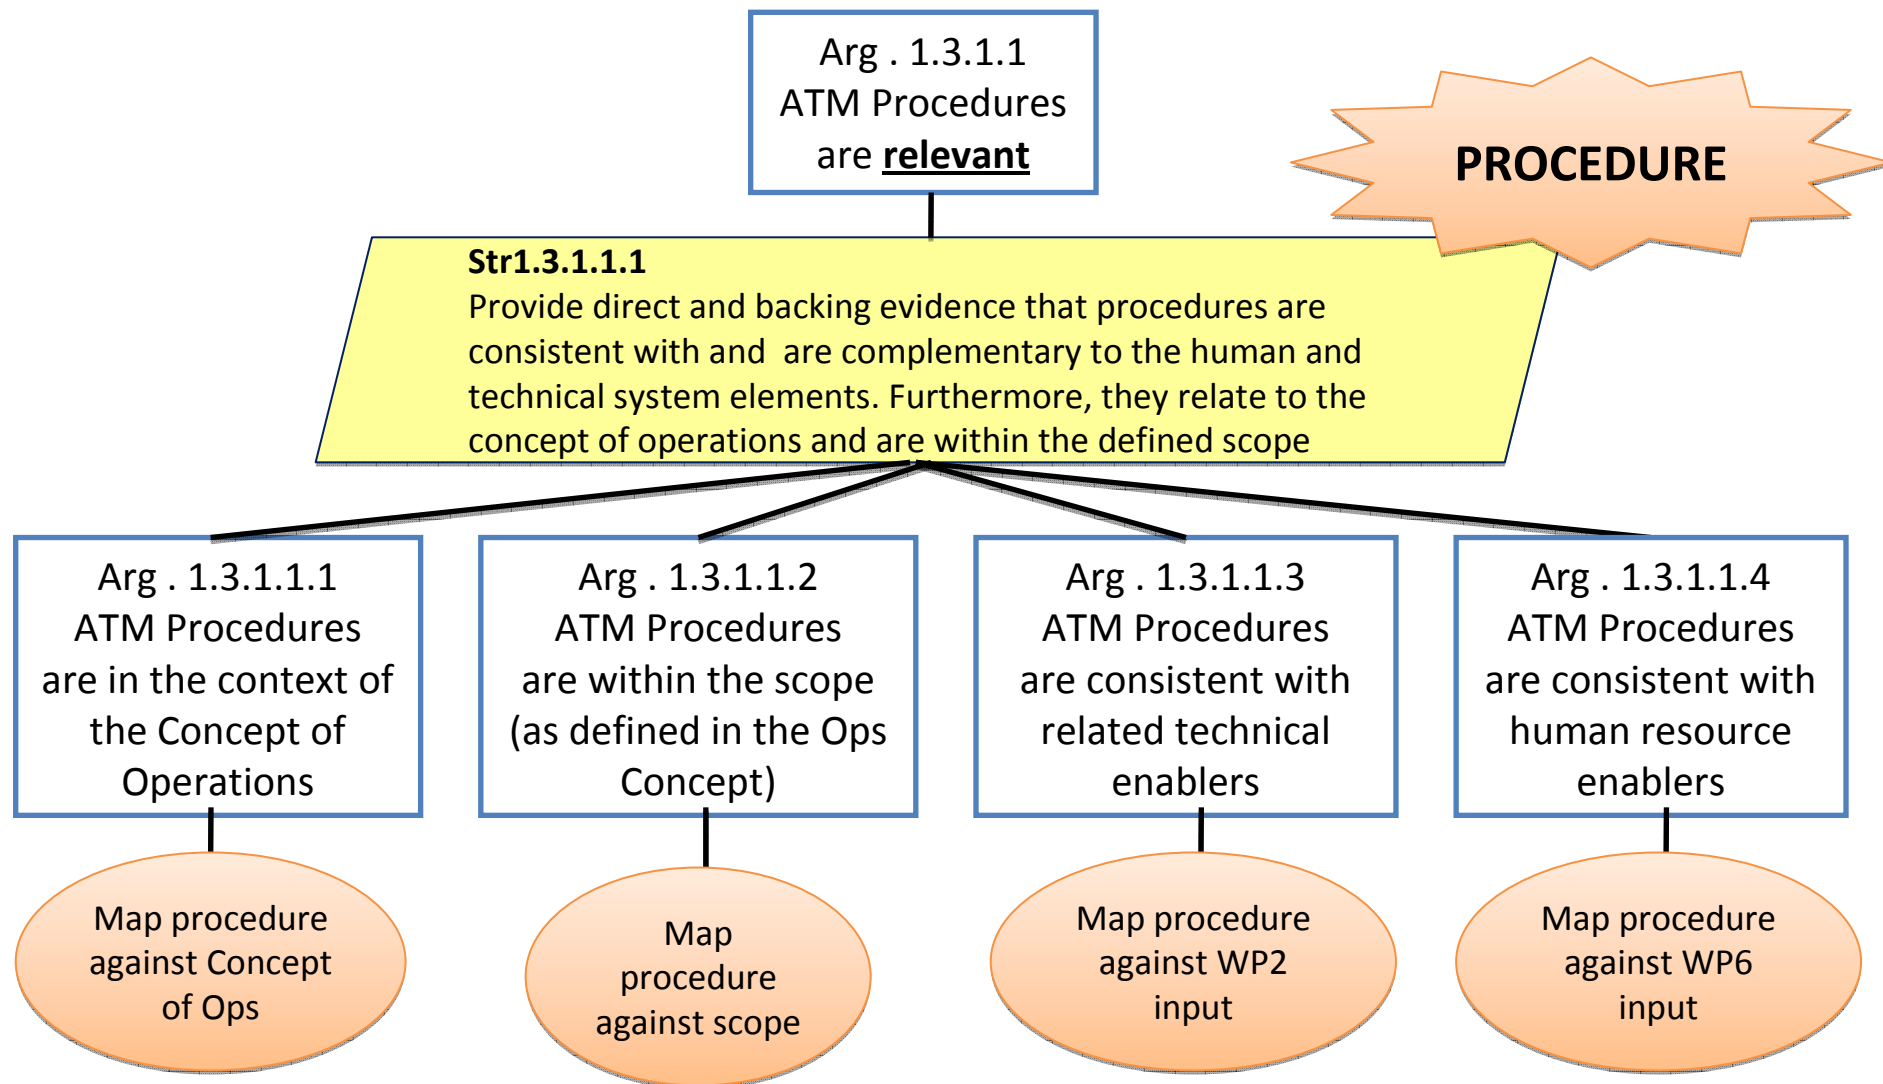 Arg . 1.3.1.1
ATM Procedures
are relevant
PROCEDURE
Str1.3.1.1.1
Provide direct and backing evidence that procedures are
consistent with and  are complementary to the human and
technical system elements. Furthermore, they relate to the
concept of operations and are within the defined scope
Arg . 1.3.1.1.1
ATM Procedures
are in the context of
the Concept of
Operations
Arg . 1.3.1.1.2
ATM Procedures
are within the scope
(as defined in the Ops
Concept)
Arg . 1.3.1.1.3
ATM Procedures
are consistent with
related technical
enablers
Arg . 1.3.1.1.4
ATM Procedures
are consistent with
human resource
enablers
Map procedure
against Concept
of Ops
Map
procedure
against scope
Map procedure
against WP2
input
Map procedure
against WP6
input